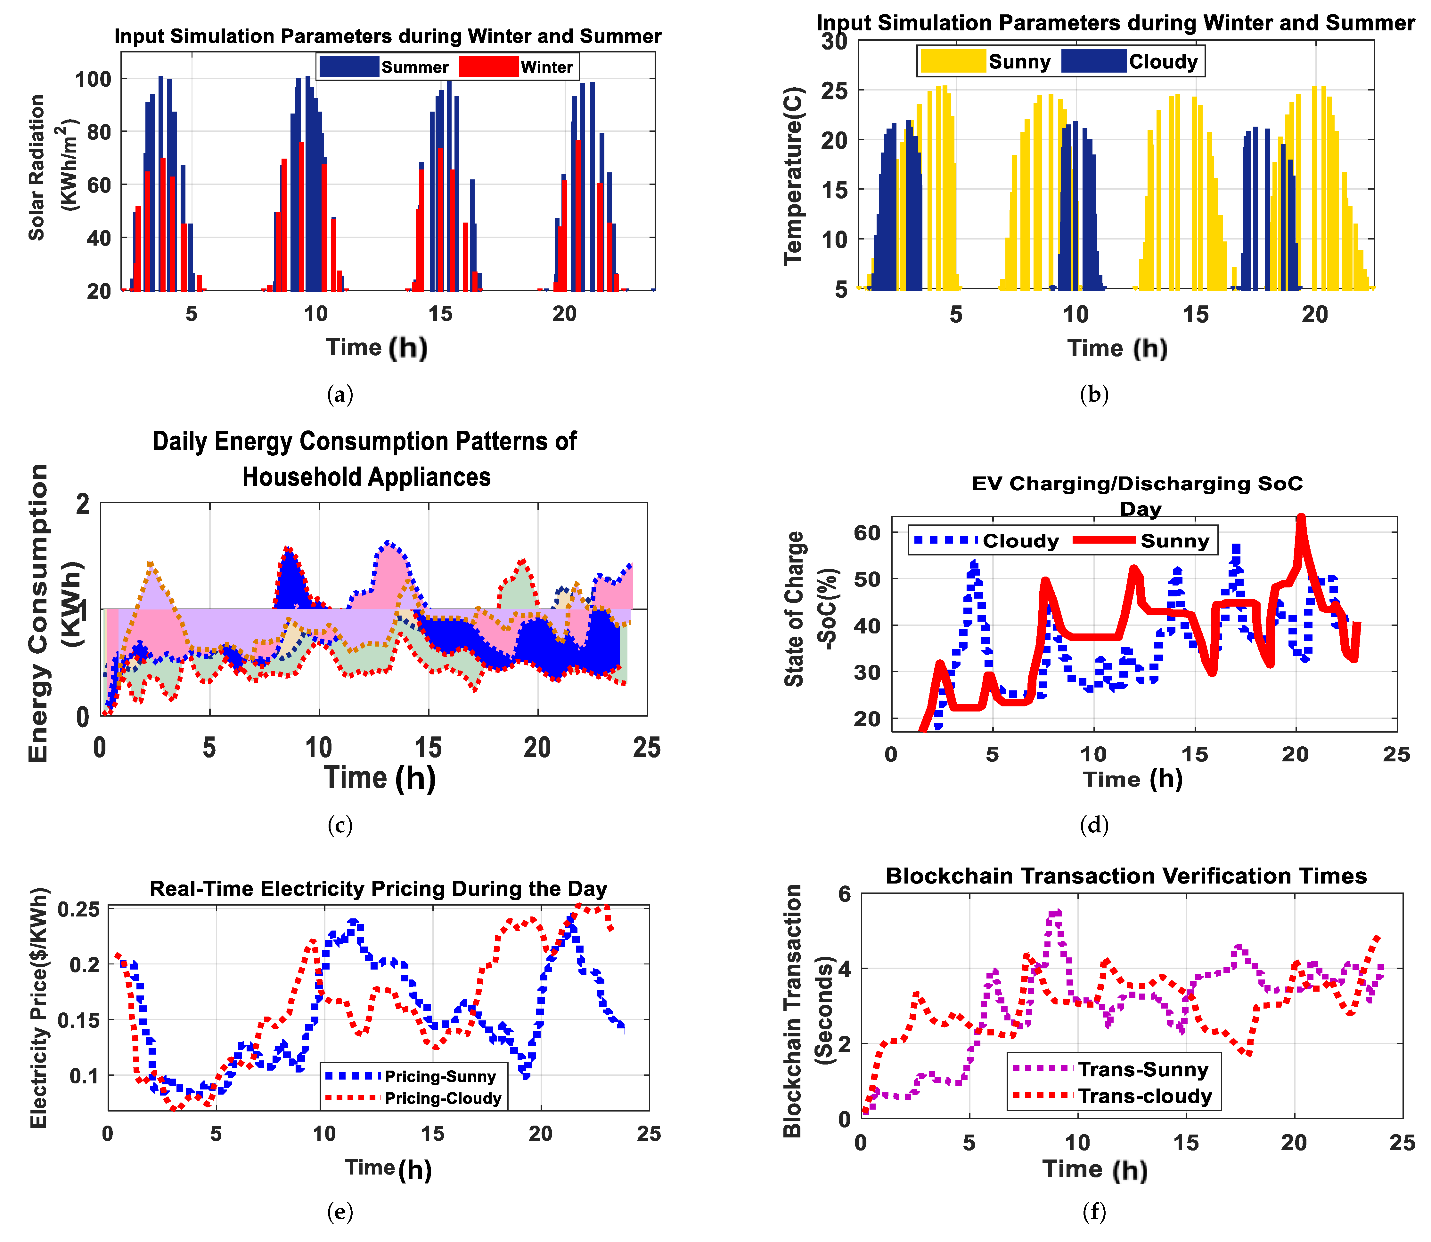 Input Simulation Parameters during Winter and Summer
Summer
Winter
Solar Radiation
(KWh/m2
)
100
80
60
40
20
5
10
15
20
Time (h)
(a)
Input Simulation Parameters during Winter and Summer
Sunny
Cloudy
Temperature(C)
30
25
20
15
10
5
5
10
15
20
Time (h)
(b)
Daily Energy Consumption Patterns of
Household Appliances
Energy Consumption
(KWh)
2
1
0
0
5
10
15
20
25
Time (h)
(c)
EV Charging/Discharging SoC
Day
Cloudy
Sunny
State of Charge
-SoC(%)
60
50
40
30
20
0
5
10
15
20
25
Time (h)
(d)
Real-Time Electricity Pricing During the Day
Electricity Price($/KWh)
0.25
0.2
0.15
0.1
Pricing-Sunny
Pricing-Cloudy
0
5
10
15
20
25
Time (h)
(e)
Blockchain Transaction Verification Times
Blockchain Transaction
(Seconds)
6
4
2
0
Trans-Sunny
Trans-cloudy
0
5
10
15
20
25
Time (h)
(f)